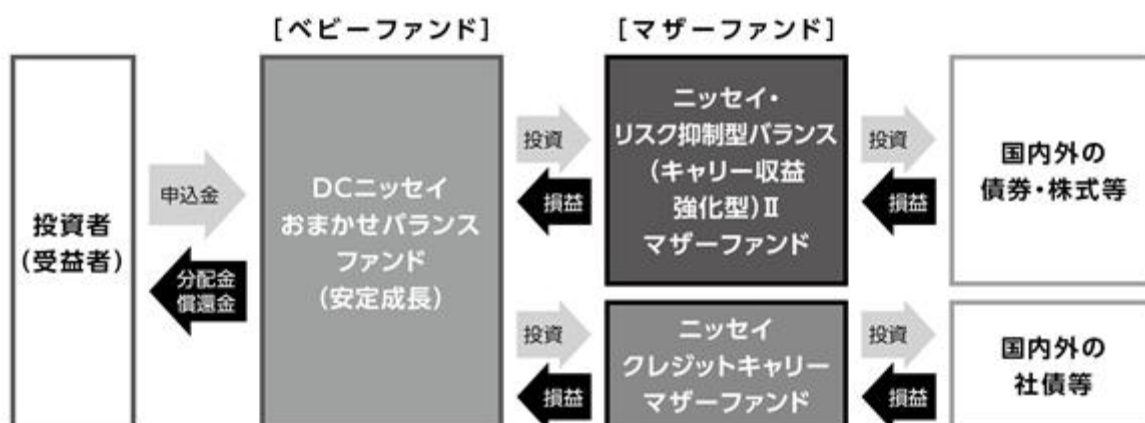 [ベビーファンド]
[マザーファンド]
投資者
(受益者)
申込金
分配金
償還金
DCニッセイ
おまかせバランス
ファンド
(安定成長)
投資
損益
ニッセイ・
リスク抑制型バランス
(キャリー収益
強化型)Ⅱ
マザーファンド
投資
損益
国内外の
債券・株式等
投資
損益
ニッセイ
クレジットキャリー
マザーファンド
投資
損益
国内外の
社債等